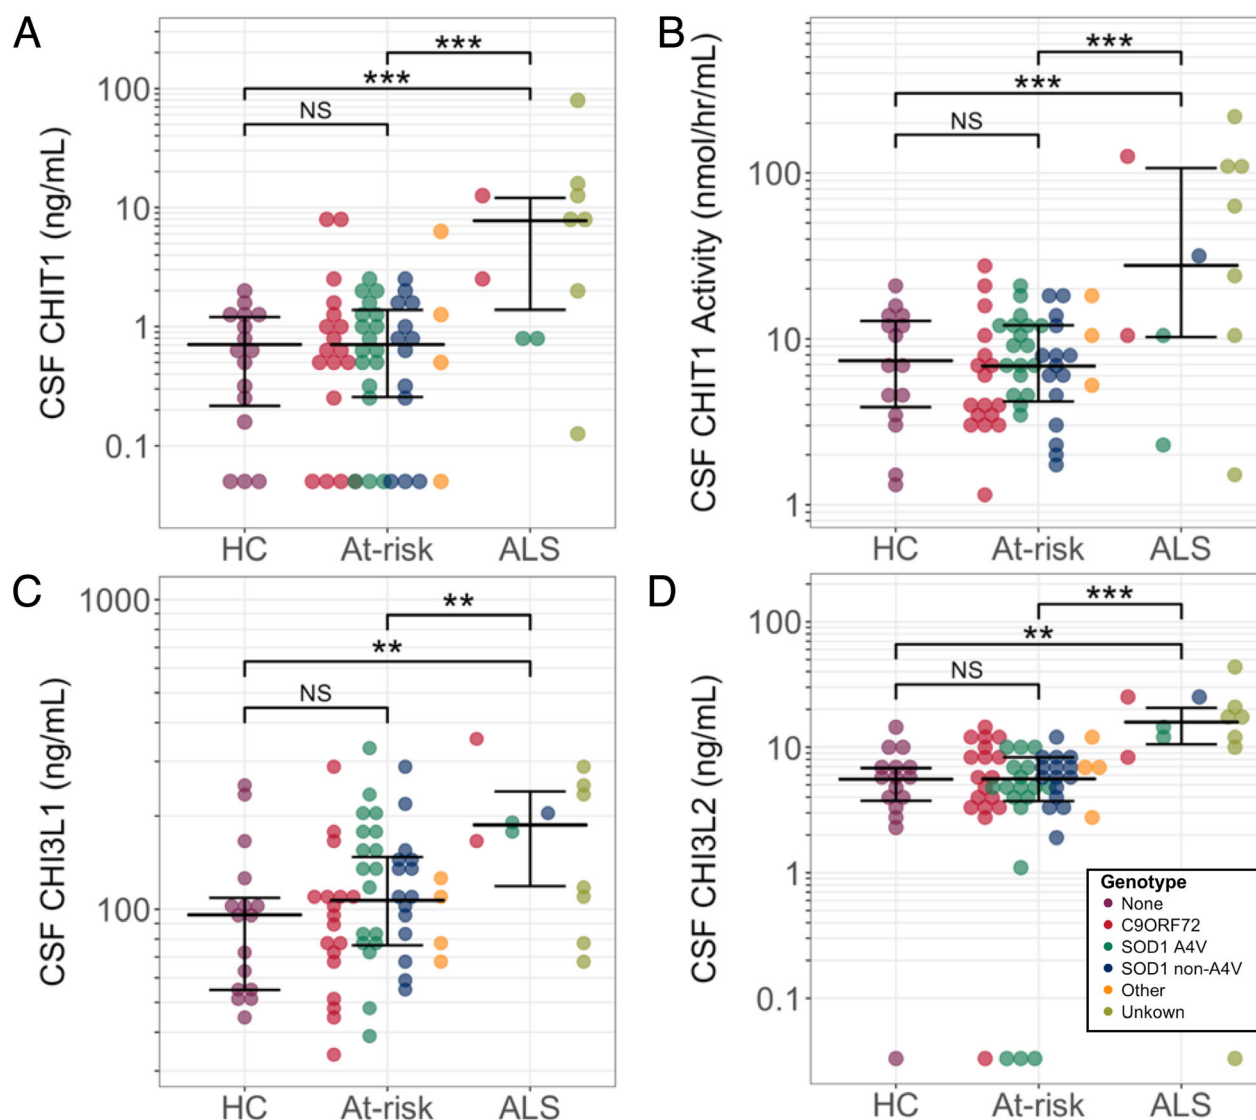 A
CSF CHIT1 (ng/mL)
100
10
1
0.1
***
***
NS
HC At-risk ALS
B
CSF CHIT1 Activity (nmol/hr/mL)
100
10
1
***
***
NS
HC At-risk ALS
C
CSF CHI3L1 (ng/mL)
1000
100
**
**
NS
HC At-risk ALS
D
CSF CHI3L2 (ng/mL)
100
10
1
0.1
***
**
NS
HC At-risk ALS
Genotype
None
C9ORF72
SOD1 A4V
SOD1 non-A4V
Other
Unkown